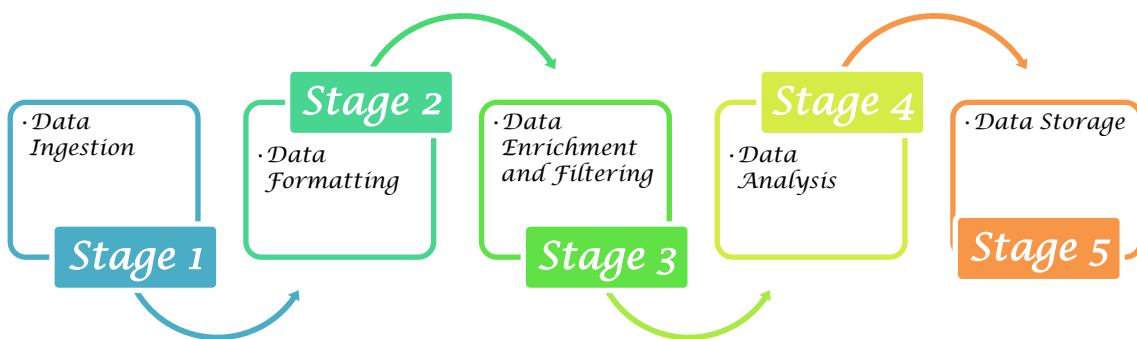 · Data
Ingestion
Stage 1
Stage 2
· Data
Formatting
· Data
Enrichment
and Filtering
Stage 3
Stage 4
· Data
Analysis
· Data Storage
Stage 5